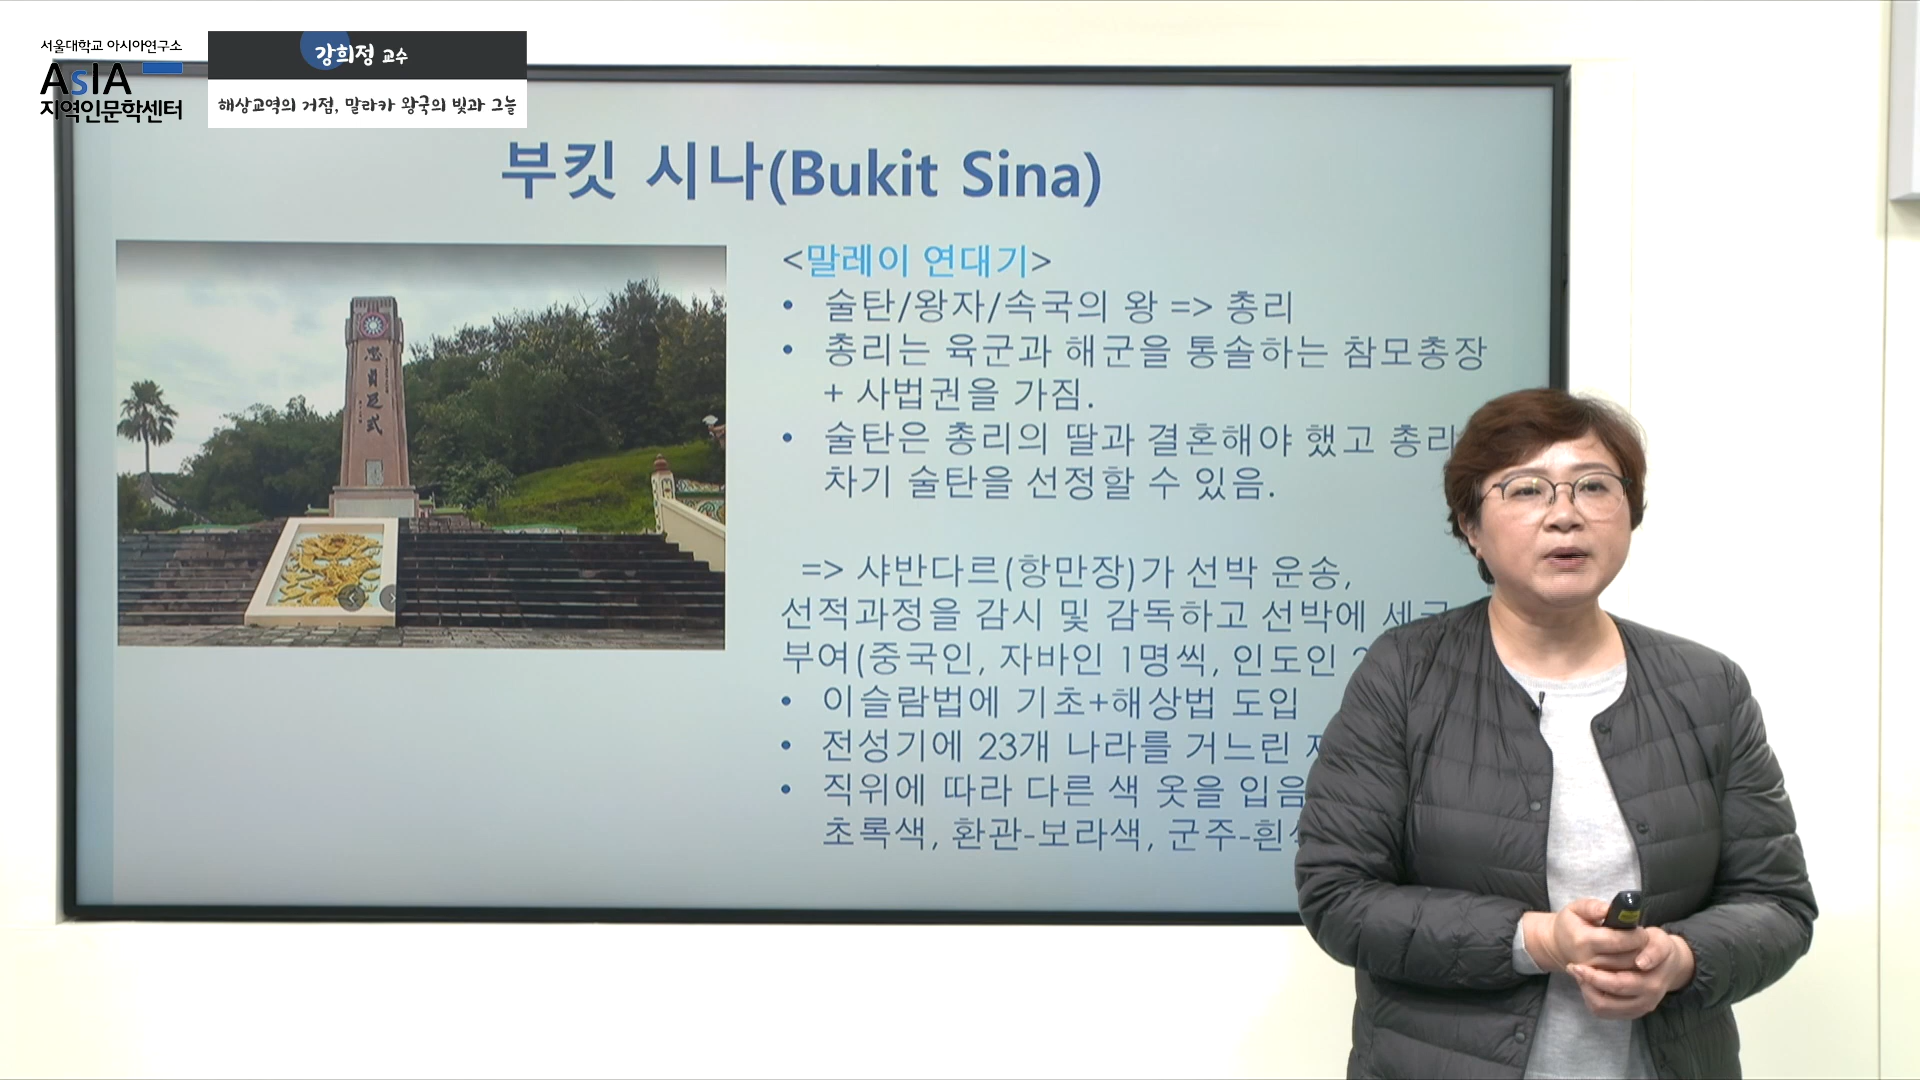 서울대학교 아시아연구소
AsIA
지역인문학센터
강희정 교수
해상교역의 거점, 말라카 왕국의 빛과 그늘
부킷 시나(Bukit Sina)
<말레이 연대기>
• 술탄/왕자/속국의 왕 => 총리
• 총리는 육군과 해군을 통솔하는 참모총장
+ 사법권을 가짐.
• 술탄은 총리의 딸과 결혼해야 했고 총리
차기 술탄을 선정할 수 있음.
=> 샤반다르(항만장)가 선박 운송,
선적과정을 감시 및 감독하고 선박에
부여(중국인, 자바인 1명씩, 인도인
• 이슬람법에 기초+해상법 도입
• 전성기에 23개 나라를 거느린
• 직위에 따라 다른 색 옷을 입음
초록색, 환관-보라색, 군주-흰
忠貞足式